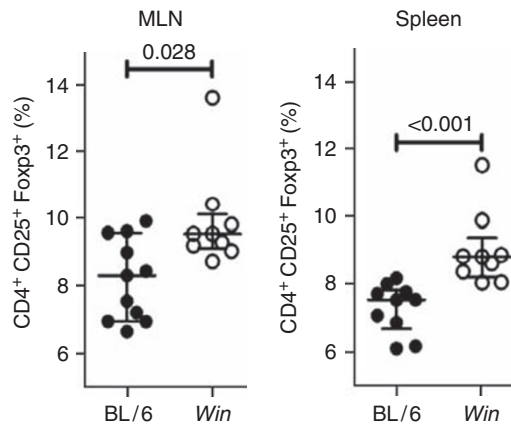 MLN
0.028
CD4⁺ CD25⁺ Foxp3⁺ (%)
14
12
10
8
6
BL/6
Win
Spleen
<0.001
CD4⁺ CD25⁺ Foxp3⁺ (%)
14
12
10
8
6
BL/6
Win